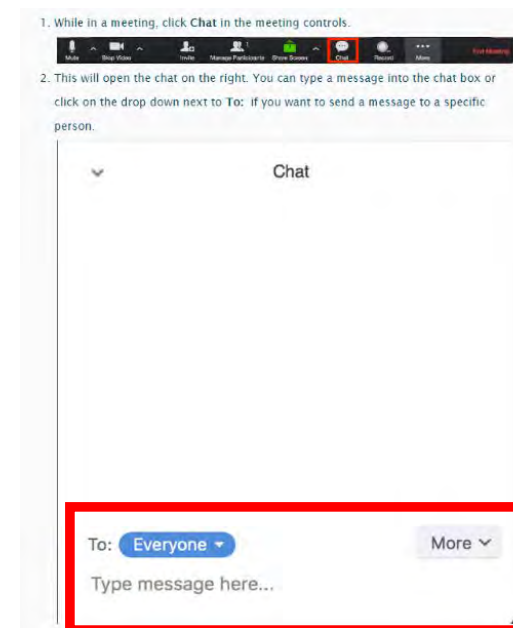 1. While in a meeting, click Chat in the meeting controls.
Mute Stop Video Invite Manage Participants Share Screen Chat Record More End Meeting
2. This will open the chat on the right. You can type a message into the chat box or
click on the drop down next to To: if you want to send a message to a specific
person.
Chat
To: Everyone More
Type message here...